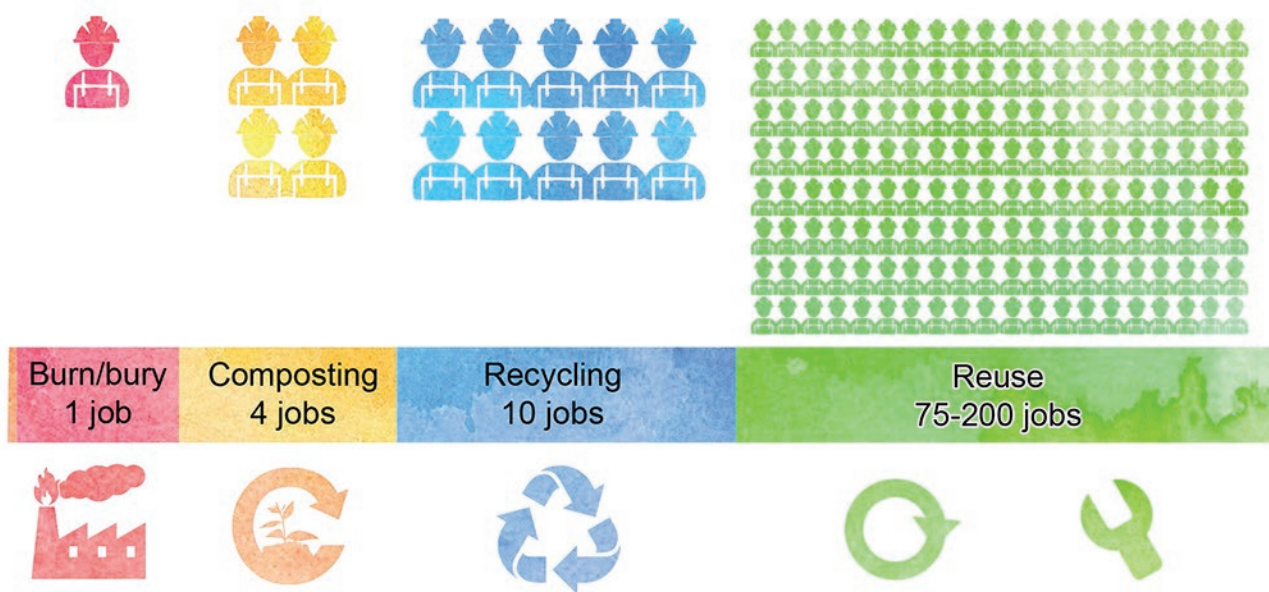 Burn/bury
1 job
Composting
4 jobs
Recycling
10 jobs
Reuse
75-200 jobs